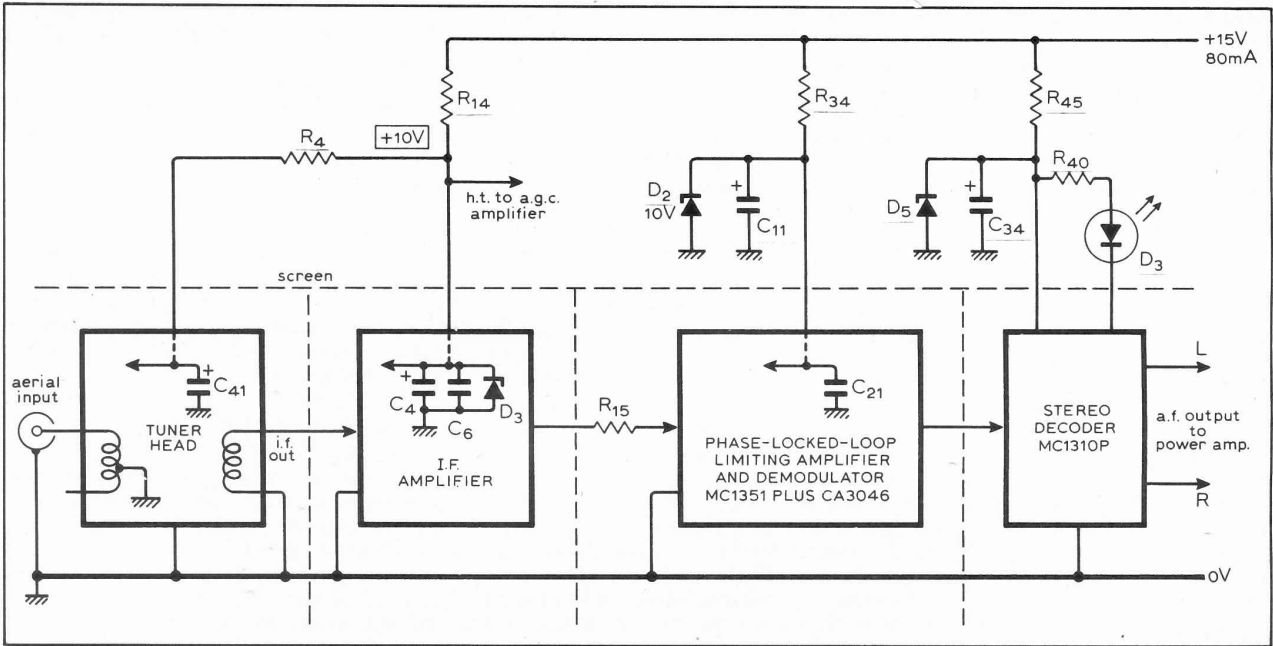 +15V
80mA
R14
R34
R45
R4
+10V
R40
h.t. to a.g.c.
amplifier
D2
10V
+
C11
D5
+
C34
D3
screen
aerial
input
+
C41
TUNER
HEAD
i.f.
out
+
C4
C6
D3
I.F.
AMPLIFIER
R15
C21
PHASE-LOCKED-LOOP
LIMITING AMPLIFIER
AND DEMODULATOR
MC1351 PLUS CA3046
STEREO
DECODER
MC1310P
L
a.f. output
to
power amp.
R
0V